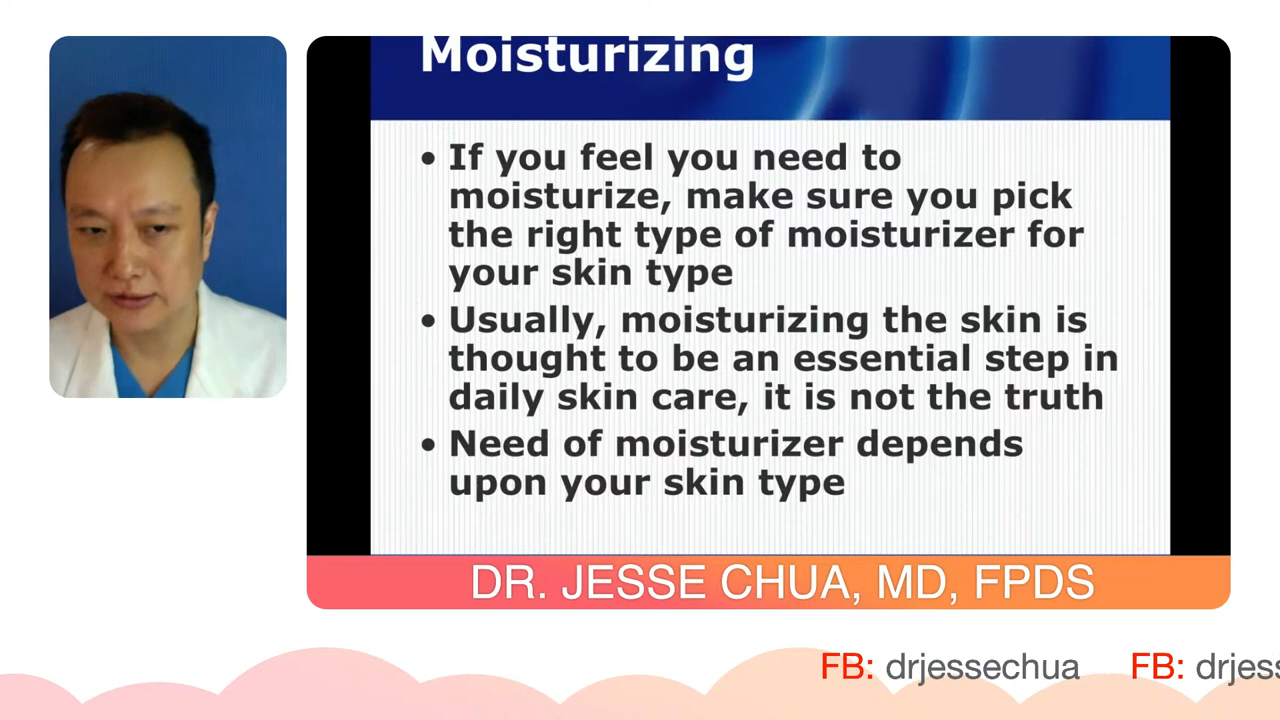 Moisturizing
• If you feel you need to
moisturize, make sure you pick
the right type of moisturizer for
your skin type
• Usually, moisturizing the skin is
thought to be an essential step in
daily skin care, it is not the truth
• Need of moisturizer depends
upon your skin type
DR. JESSE CHUA, MD, FPDS
FB: drjessechua FB: drjess